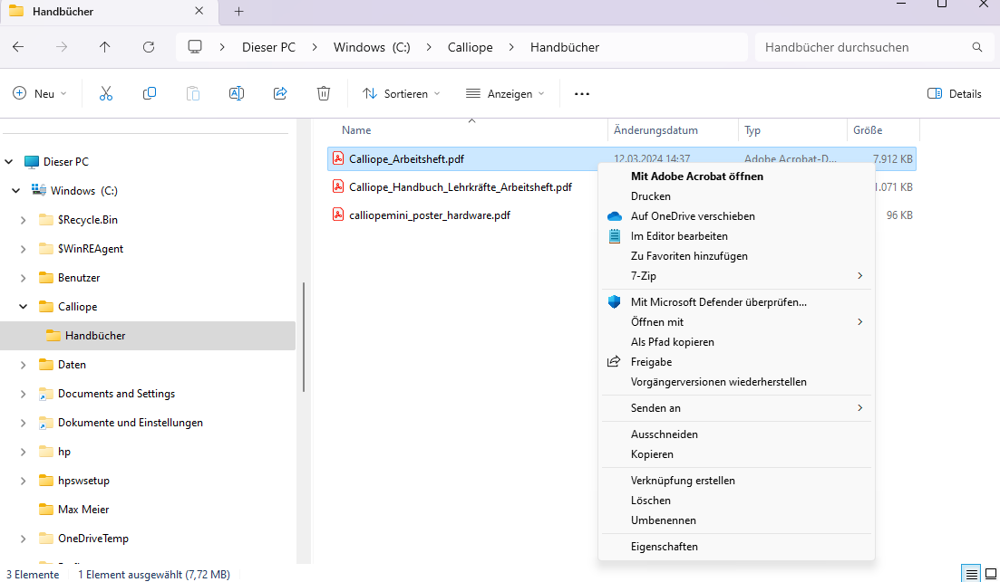 Handbücher
Dieser PC > Windows (C:) > Calliope > Handbücher
Handbücher durchsuchen
Neu
Sortieren
Anzeigen
Details
Name Änderungsdatum Typ Größe
Calliope_Arbeitsheft.pdf 12.03.2024 14:37 Adobe Acrobat-D... 7.912 KB
Caliope_Handbuch_Lehrkräfte_Arbeitsheft.pdf 1.071 KB
calliopemini_poster_hardware.pdf 96 KB
Dieser PC
Windows (C:)
$Recycle.Bin
$WinREAgent
Benutzer
Calliope
Handbücher
Daten
Documents and Settings
Dokumente und Einstellungen
hp
hpswsetup
Max Meier
OneDriveTemp
Mit Adobe Acrobat öffnen
Drucken
Auf OneDrive verschieben
Im Editor bearbeiten
Zu Favoriten hinzufügen
7-Zip
Mit Microsoft Defender überprüfen...
Öffnen mit
Als Pfad kopieren
Freigabe
Vorgängerversionen wiederherstellen
Senden an
Ausschneiden
Kopieren
Verknüpfung erstellen
Löschen
Umbenennen
Eigenschaften
3 Elemente 1 Element ausgewählt (7,72 MB)